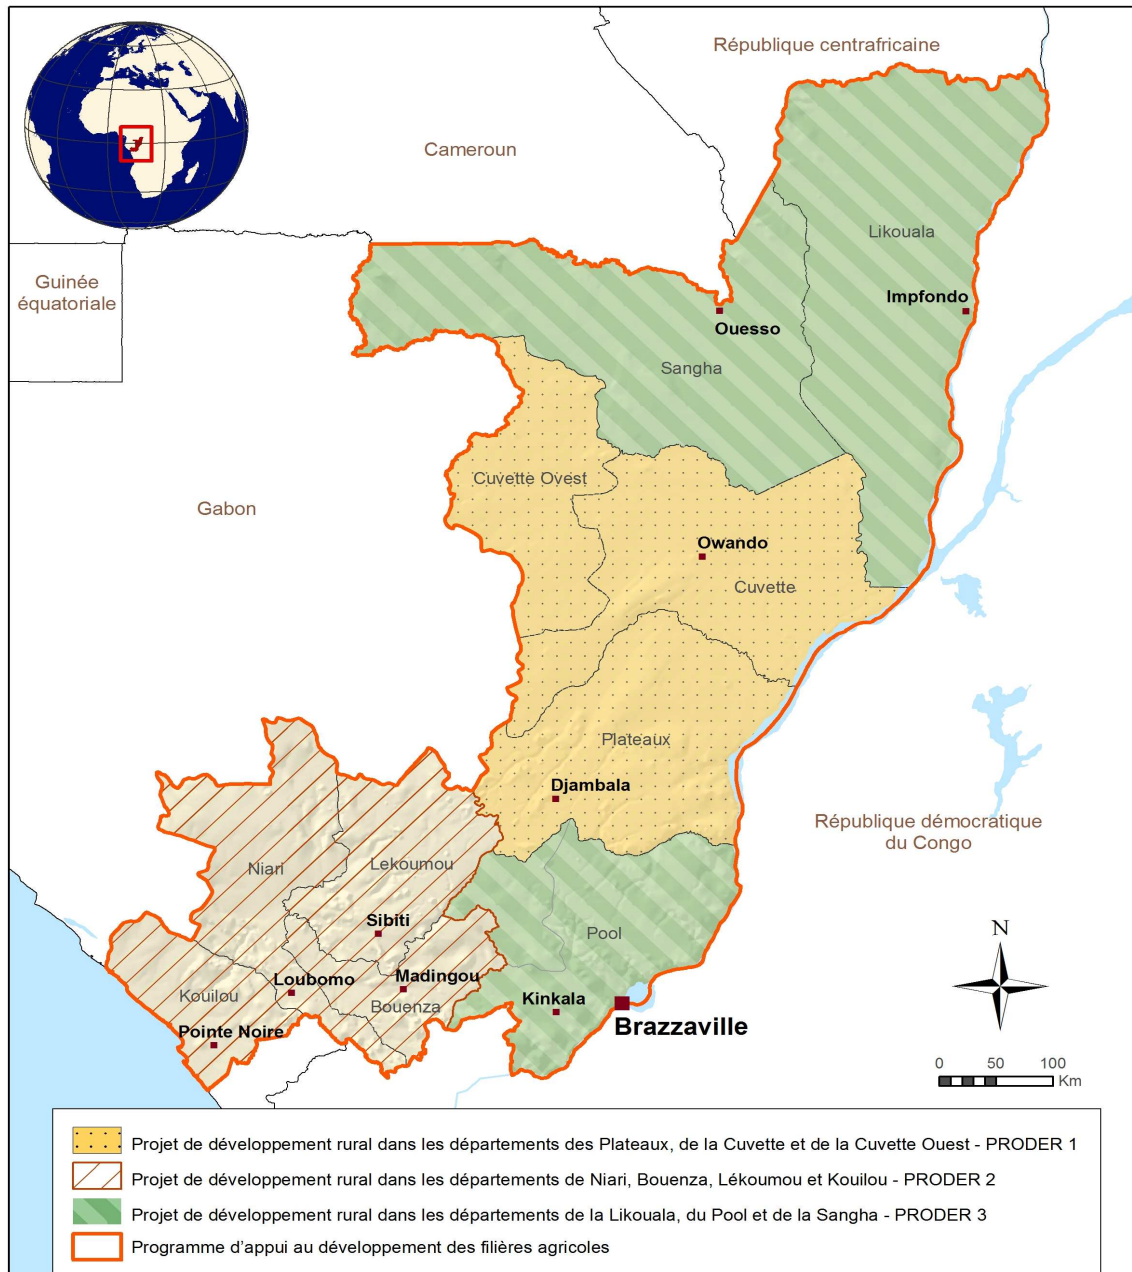 République centrafricaine
Cameroun
Likouala
Guinée
équatoriale
Impfondo
Ouesso
Sangha
Cuvette Ovest
Gabon
Owando
Cuvette
Plateaux
Djambala
République démocratique
du Congo
Niari
Lekoumou
Sibiti
Pool
N
Loubomo
Madingou
Kouilou
Bouenza
Kinkala
Pointe Noire
Brazzaville
0 50 100
Km
Projet de développement rural dans les départements des Plateaux, de la Cuvette et de la Cuvette Ouest - PRODER 1
Projet de développement rural dans les départements de Niari, Bouenza, Lékoumou et Kouilou - PRODER 2
Projet de développement rural dans les départements de la Likouala, du Pool et de la Sangha - PRODER 3
Programme d'appui au développement des filières agricoles